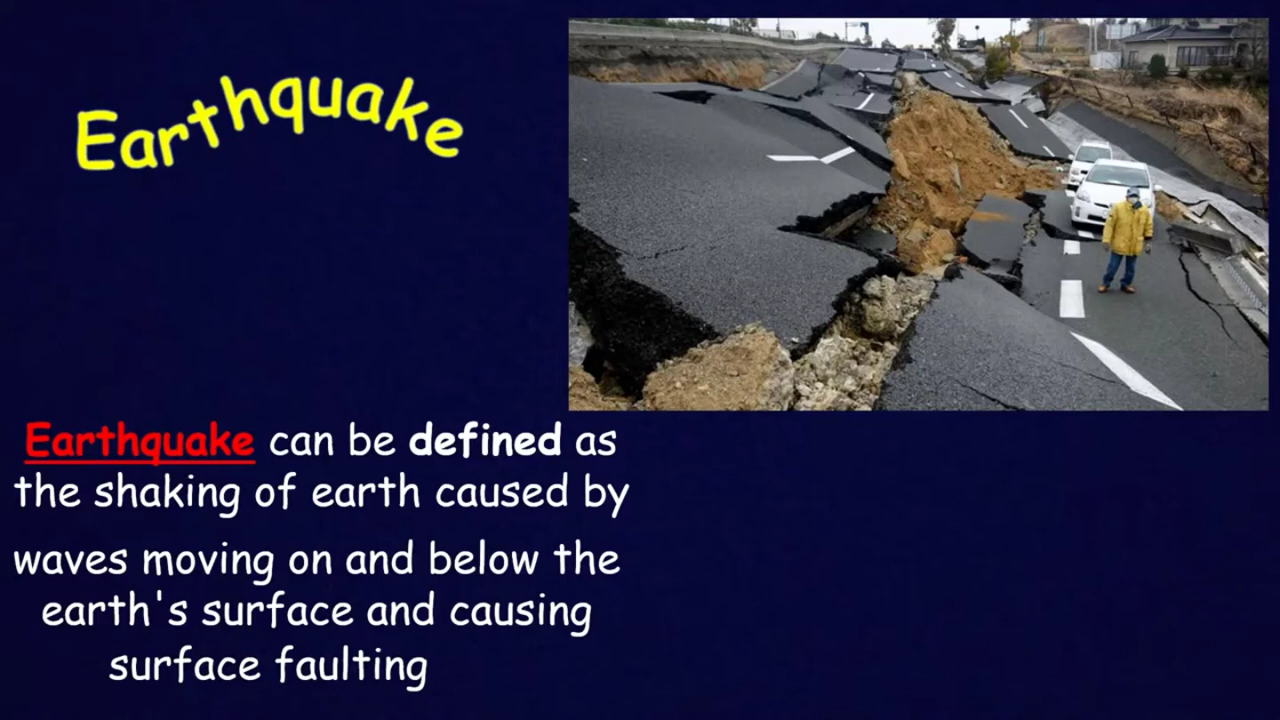 Earthquake
Earthquake can be defined as
the shaking of earth caused by
waves moving on and below the
earth's surface and causing
surface faulting